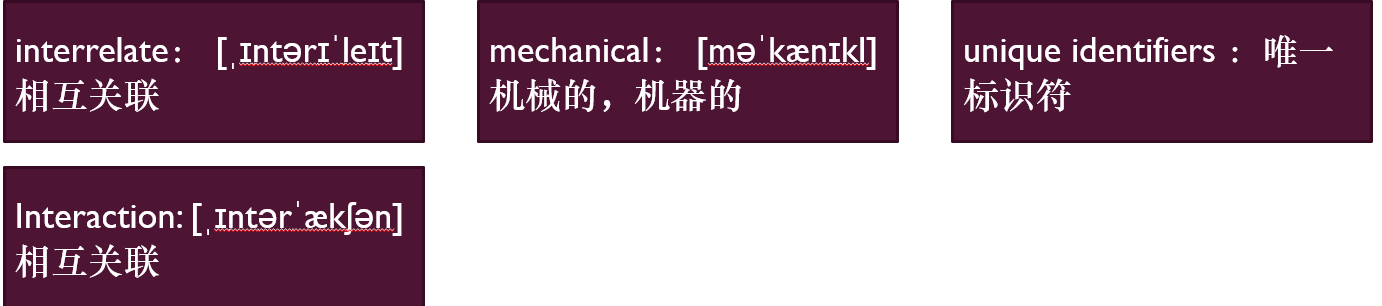 interrelate： [ˌɪntərɪˈleɪt]
相互关联
mechanical： [məˈkænɪkl]
机械的，机器的
unique identifiers ：唯一
标识符
Interaction: [ˌɪntərˈækʃən]
相互关联